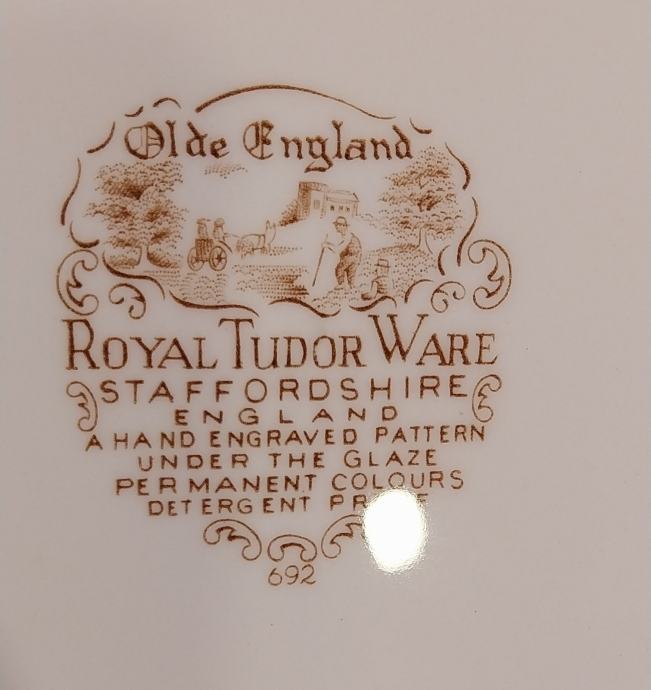 Olde England
ROYAL TUDOR WARE
STAFFORDSHIRE
ENGLAND
A HAND ENGRAVED PATTERN
UNDER THE GLAZE
PERMANENT COLOURS
DETERGENT
692